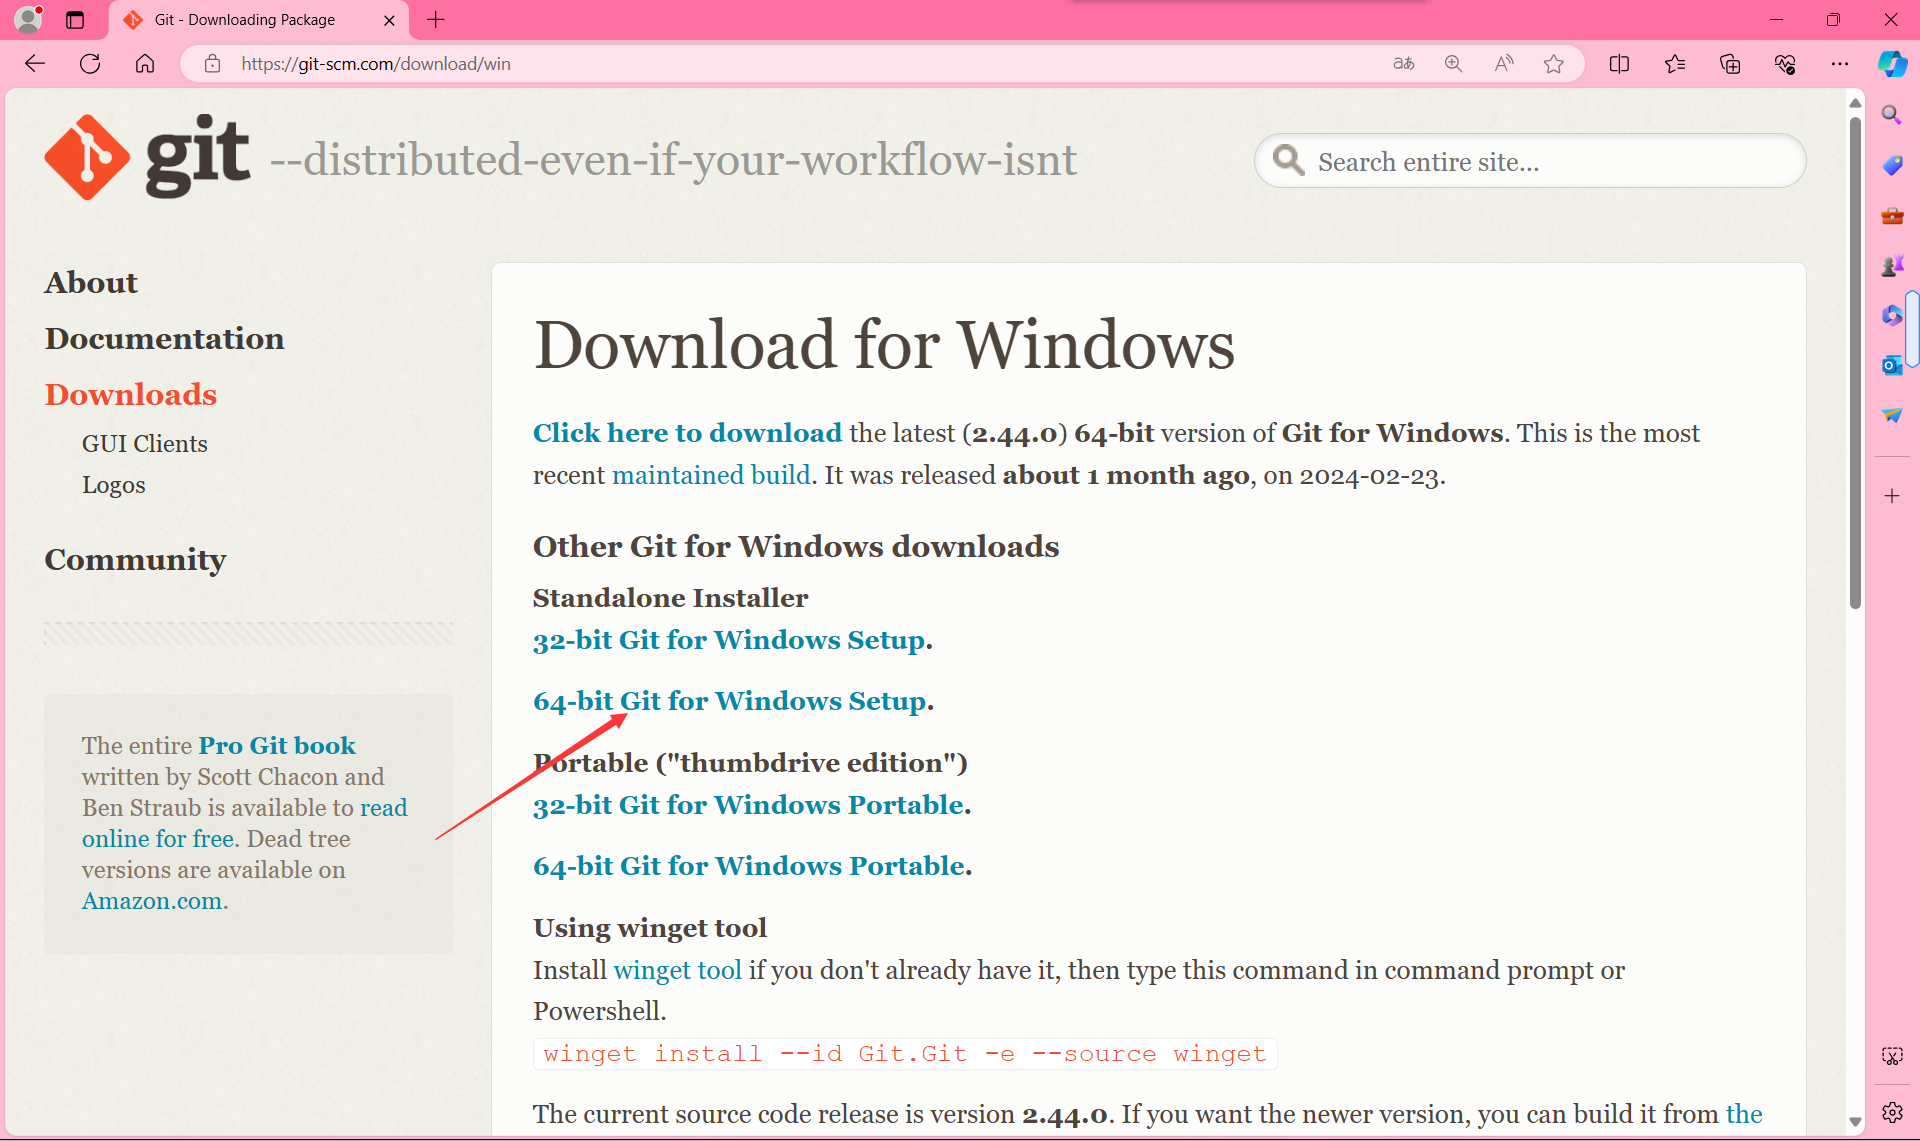 Git - Downloading Package
https://git-scm.com/download/win
git --distributed-even-if-your-workflow-isnt
Search entire site...
About
Documentation
Downloads
GUI Clients
Logos
Community
The entire Pro Git book
written by Scott Chacon and
Ben Straub is available to read
online for free. Dead tree
versions are available on
Amazon.com.
Download for Windows
Click here to download the latest (2.44.0) 64-bit version of Git for Windows. This is the most
recent maintained build. It was released about 1 month ago, on 2024-02-23.
Other Git for Windows downloads
Standalone Installer
32-bit Git for Windows Setup.
64-bit Git for Windows Setup.
Portable ("thumbdrive edition")
32-bit Git for Windows Portable.
64-bit Git for Windows Portable.
Using winget tool
Install winget tool if you don't already have it, then type this command in command prompt or
Powershell.
winget install --id Git.Git -e --source winget
The current source code release is version 2.44.0. If you want the newer version, you can build it from the